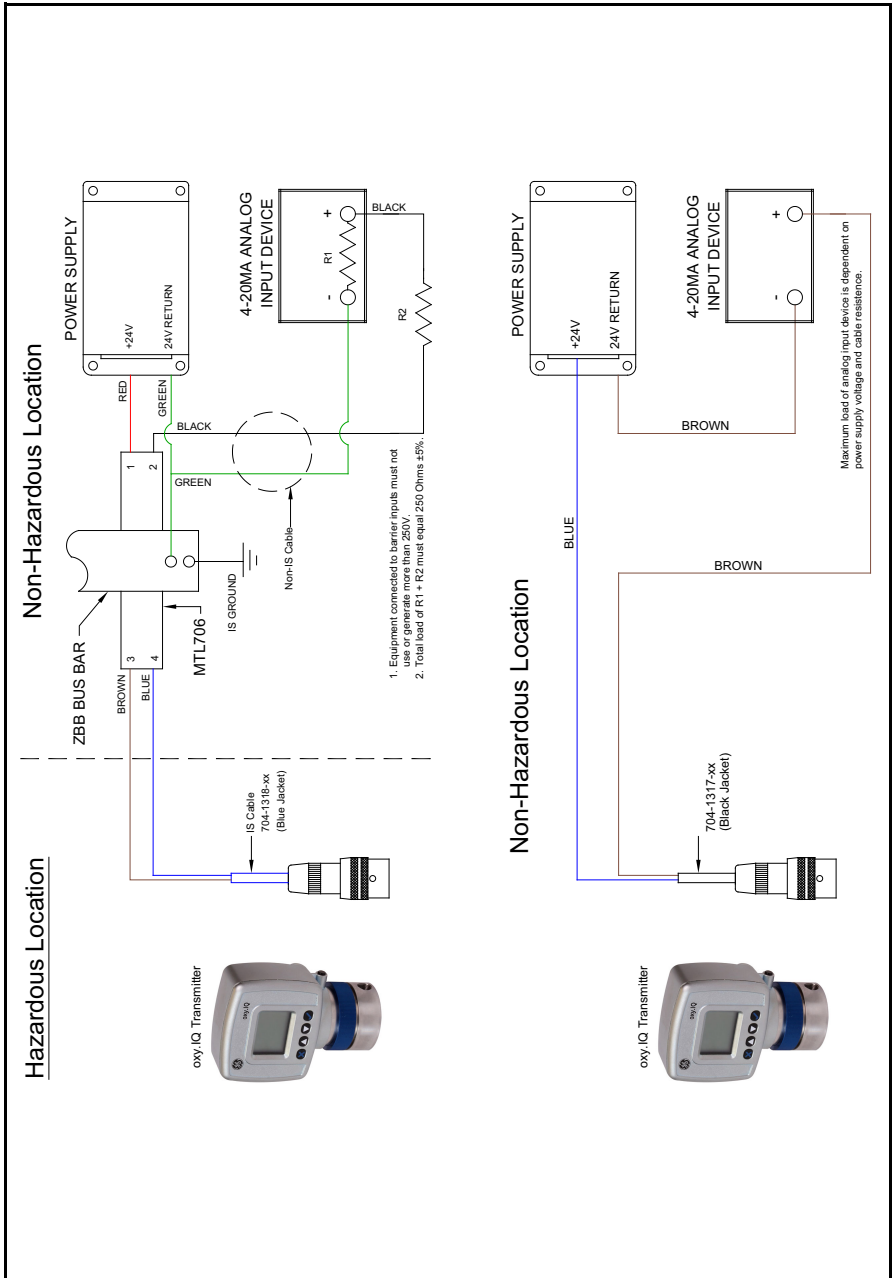 Hazardous Location
Non-Hazardous Location
oxy.IQ Transmitter
oxy.IQ
IS Cable
704-1318-xx
(Blue Jacket)
ZBB BUS BAR
BROWN
BLUE
3
4
MTL706
1
2
IS GROUND
RED
GREEN
BLACK
GREEN
Non-IS Cable
POWER SUPPLY
+24V
24V RETURN
4-20MA ANALOG
INPUT DEVICE
-
+
R1
BLACK
R2
1. Equipment connected to barrier inputs must not
use or generate more than 250V.
2. Total load of R1 + R2 must equal 250 Ohms ±5%.
Non-Hazardous Location
oxy.IQ Transmitter
oxy.IQ
704-1317-xx
(Black Jacket)
BLUE
BROWN
BROWN
POWER SUPPLY
+24V
24V RETURN
4-20MA ANALOG
INPUT DEVICE
-
+
Maximum load of analog input device is dependent on
power supply voltage and cable resistence.